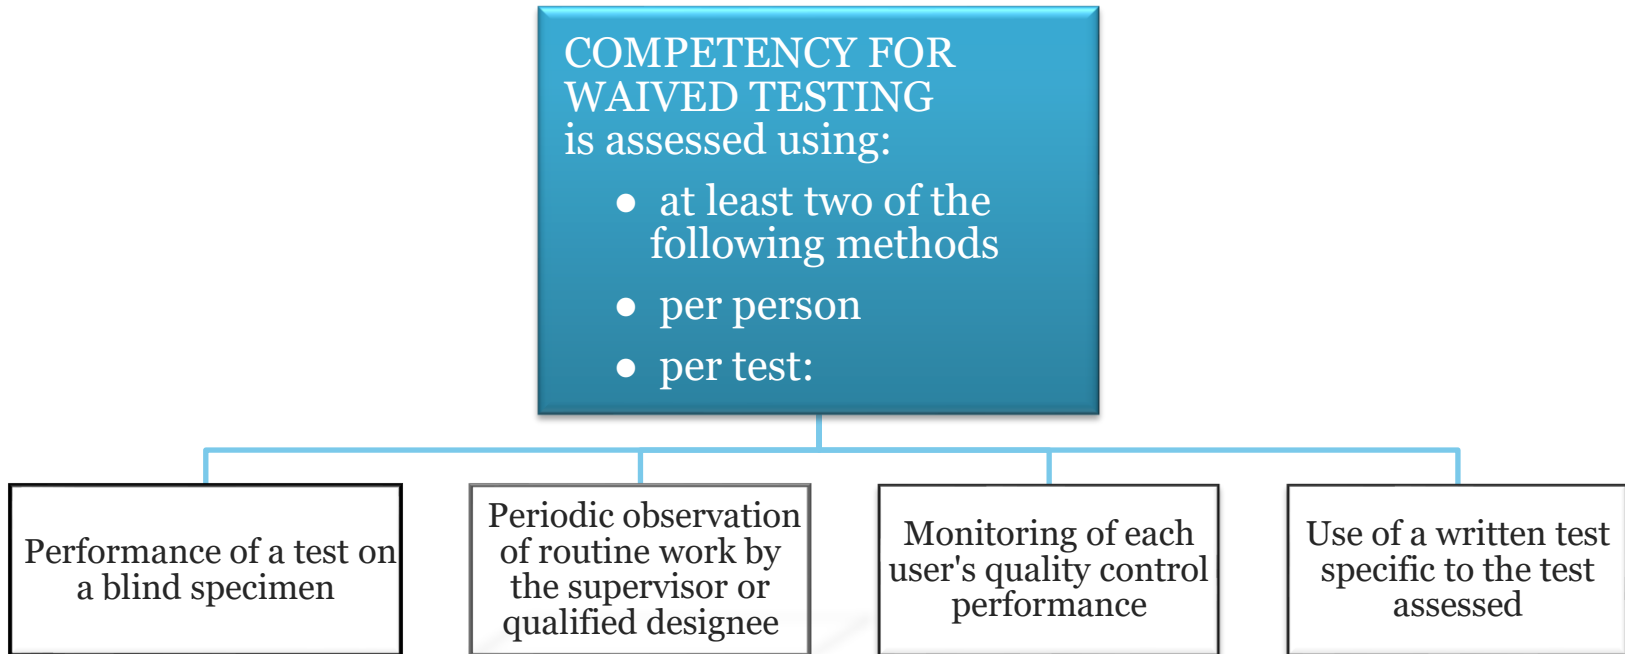 COMPETENCY FOR
WAIVED TESTING
is assessed using:
● at least two of the
following methods
● per person
● per test:
Performance of a test on
a blind specimen
Periodic observation
of routine work by
the supervisor or
qualified designee
Monitoring of each
user's quality control
performance
Use of a written test
specific to the test
assessed